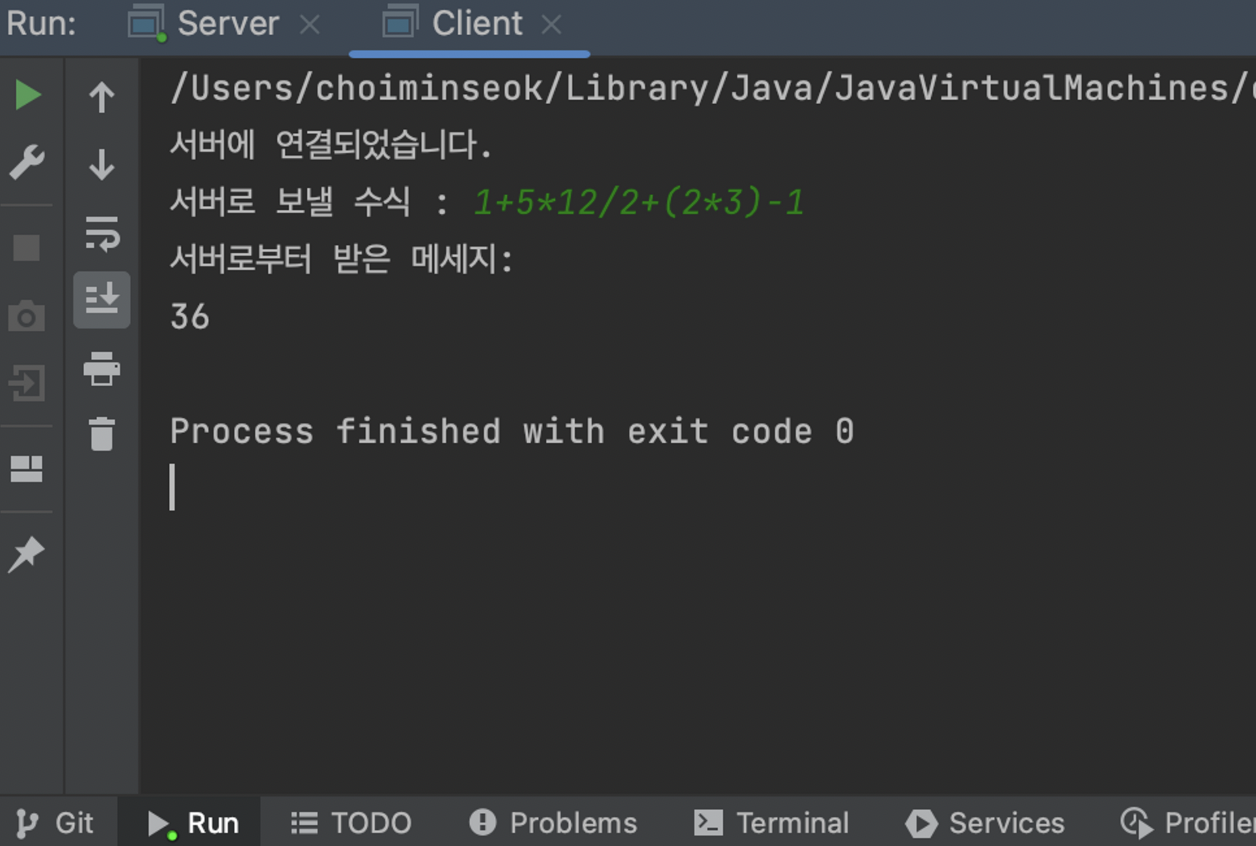 Run: Server Client
/Users/choiminseok/Library/Java/JavaVirtualMachines/
서버에 연결되었습니다.
서버로 보낼 수식 : 1+5*12/2+(2*3)-1
서버로부터 받은 메세지:
36
Process finished with exit code 0
Git Run TODO Problems Terminal Services Profiler